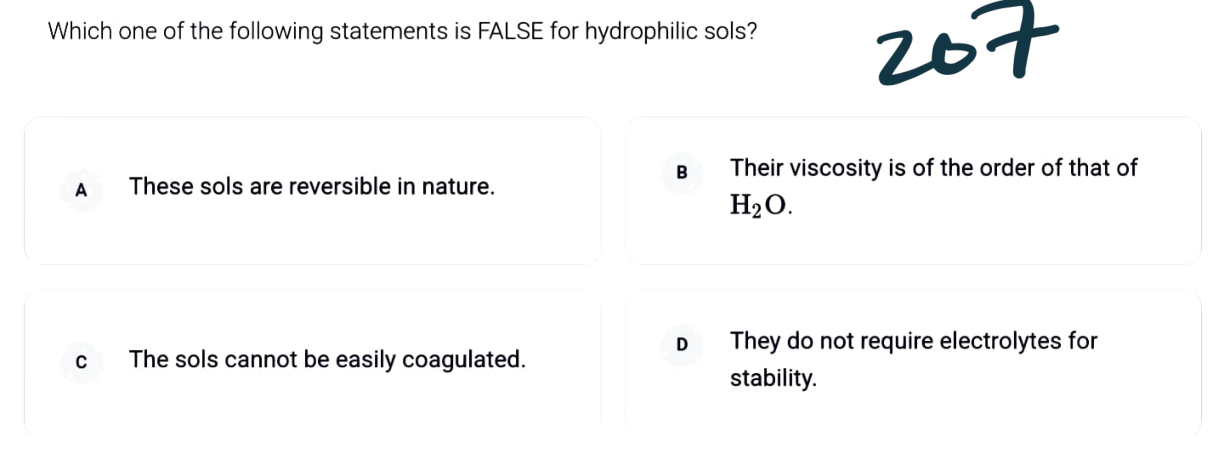 Which one of the following statements is FALSE for hydrophilic sols?
207
A These sols are reversible in nature.
B Their viscosity is of the order of that of
H₂O.
C The sols cannot be easily coagulated.
D They do not require electrolytes for
stability.